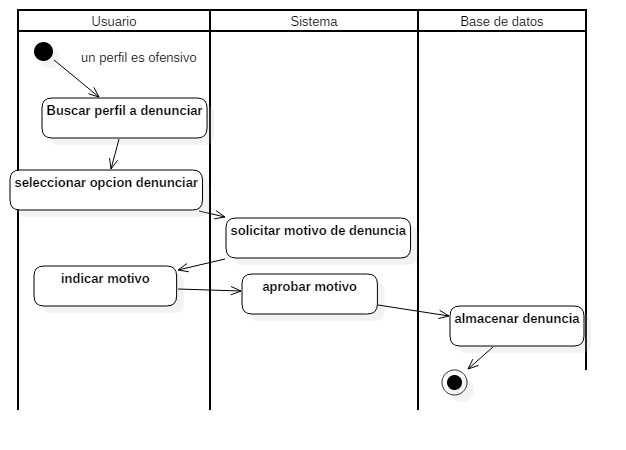 Usuario
Sistema
Base de datos
un perfil es ofensivo
Buscar perfil a denunciar
seleccionar opcion denunciar
solicitar motivo de denuncia
indicar motivo
aprobar motivo
almacenar denuncia